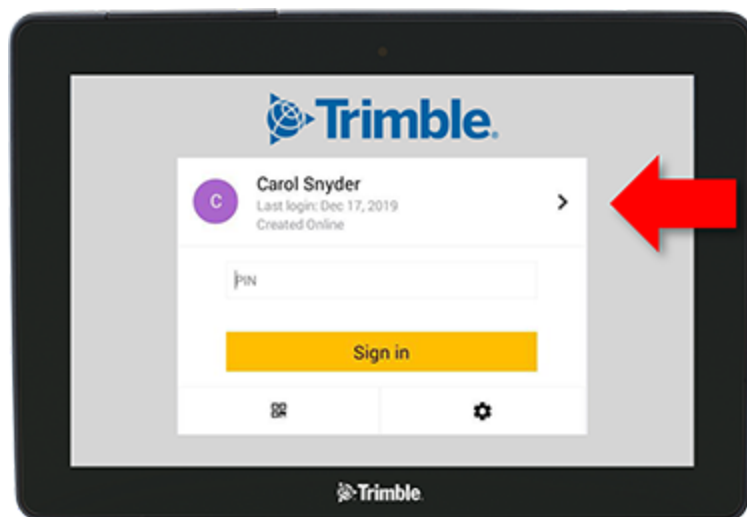 Trimble.
C
Carol Snyder
Last login: Dec 17, 2019
Created Online
PIN
Sign in
Trimble.